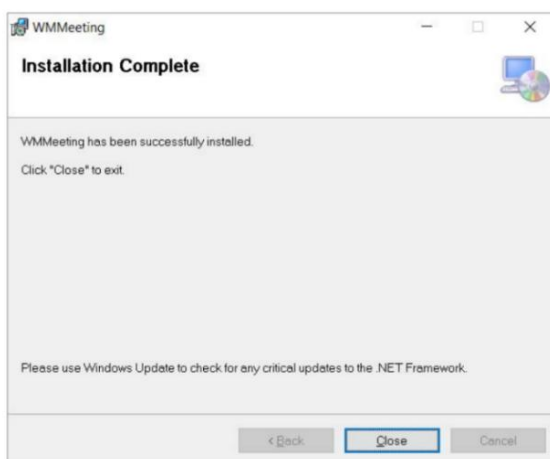 WMMeeting
Installation Complete
WMMeeting has been successfully installed.
Click "Close" to exit.
Please use Windows Update to check for any critical updates to the .NET Framework.
< Back
Close
Cancel